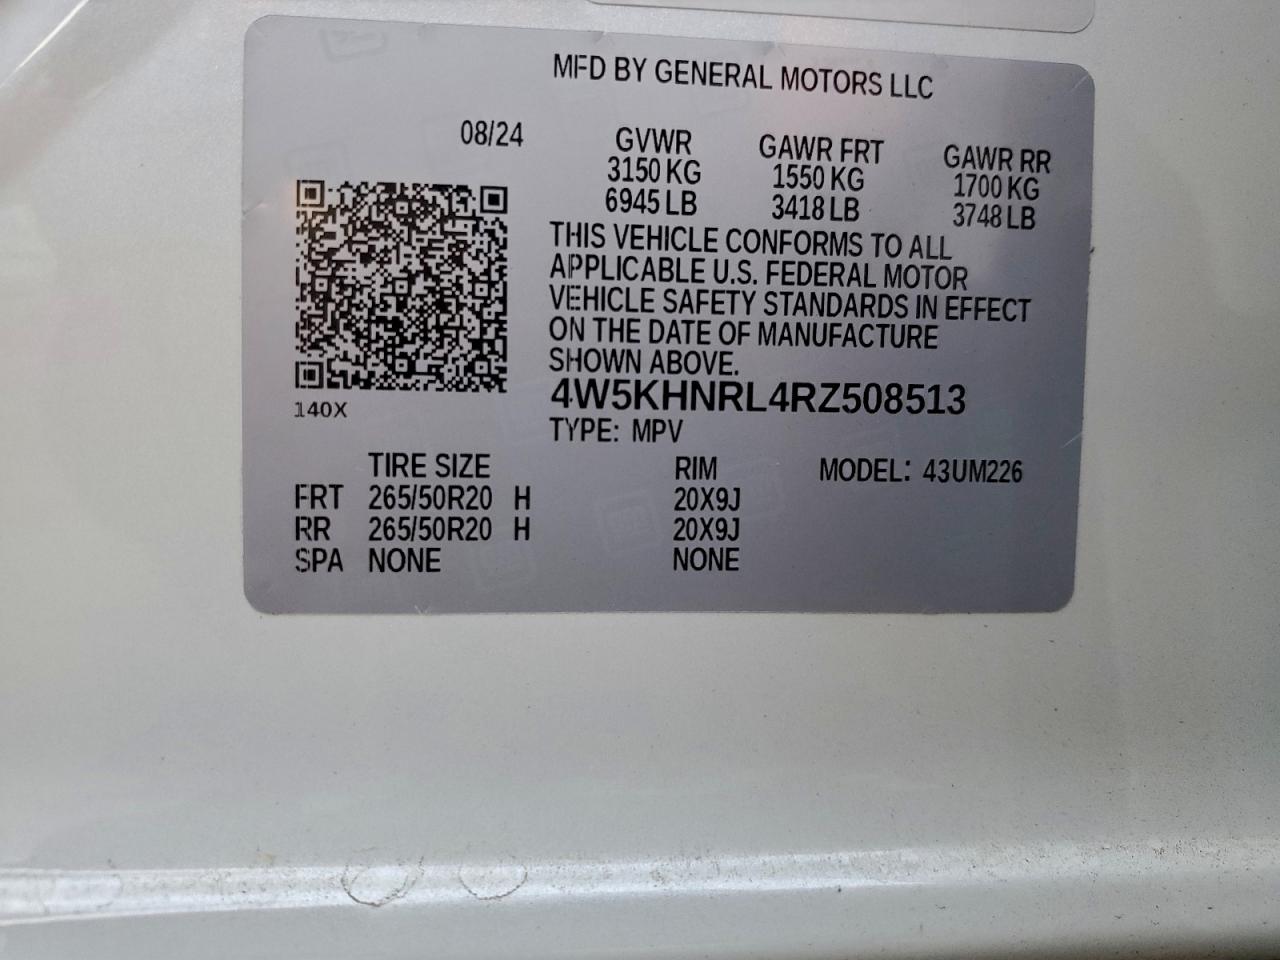 MFD BY GENERAL MOTORS LLC
08/24
GVWR GAWR FRT GAWR RR
3150 KG 1550 KG 1700 KG
6945 LB 3418 LB 3748 LB
THIS VEHICLE CONFORMS TO ALL
APPLICABLE U.S. FEDERAL MOTOR
VEHICLE SAFETY STANDARDS IN EFFECT
ON THE DATE OF MANUFACTURE
SHOWN ABOVE.
4W5KHNRL4RZ508513
140X
TYPE: MPV
TIRE SIZE RIM MODEL: 43UM226
FRT 265/50R20 H 20X9J
RR 265/50R20 H 20X9J
SPA NONE NONE